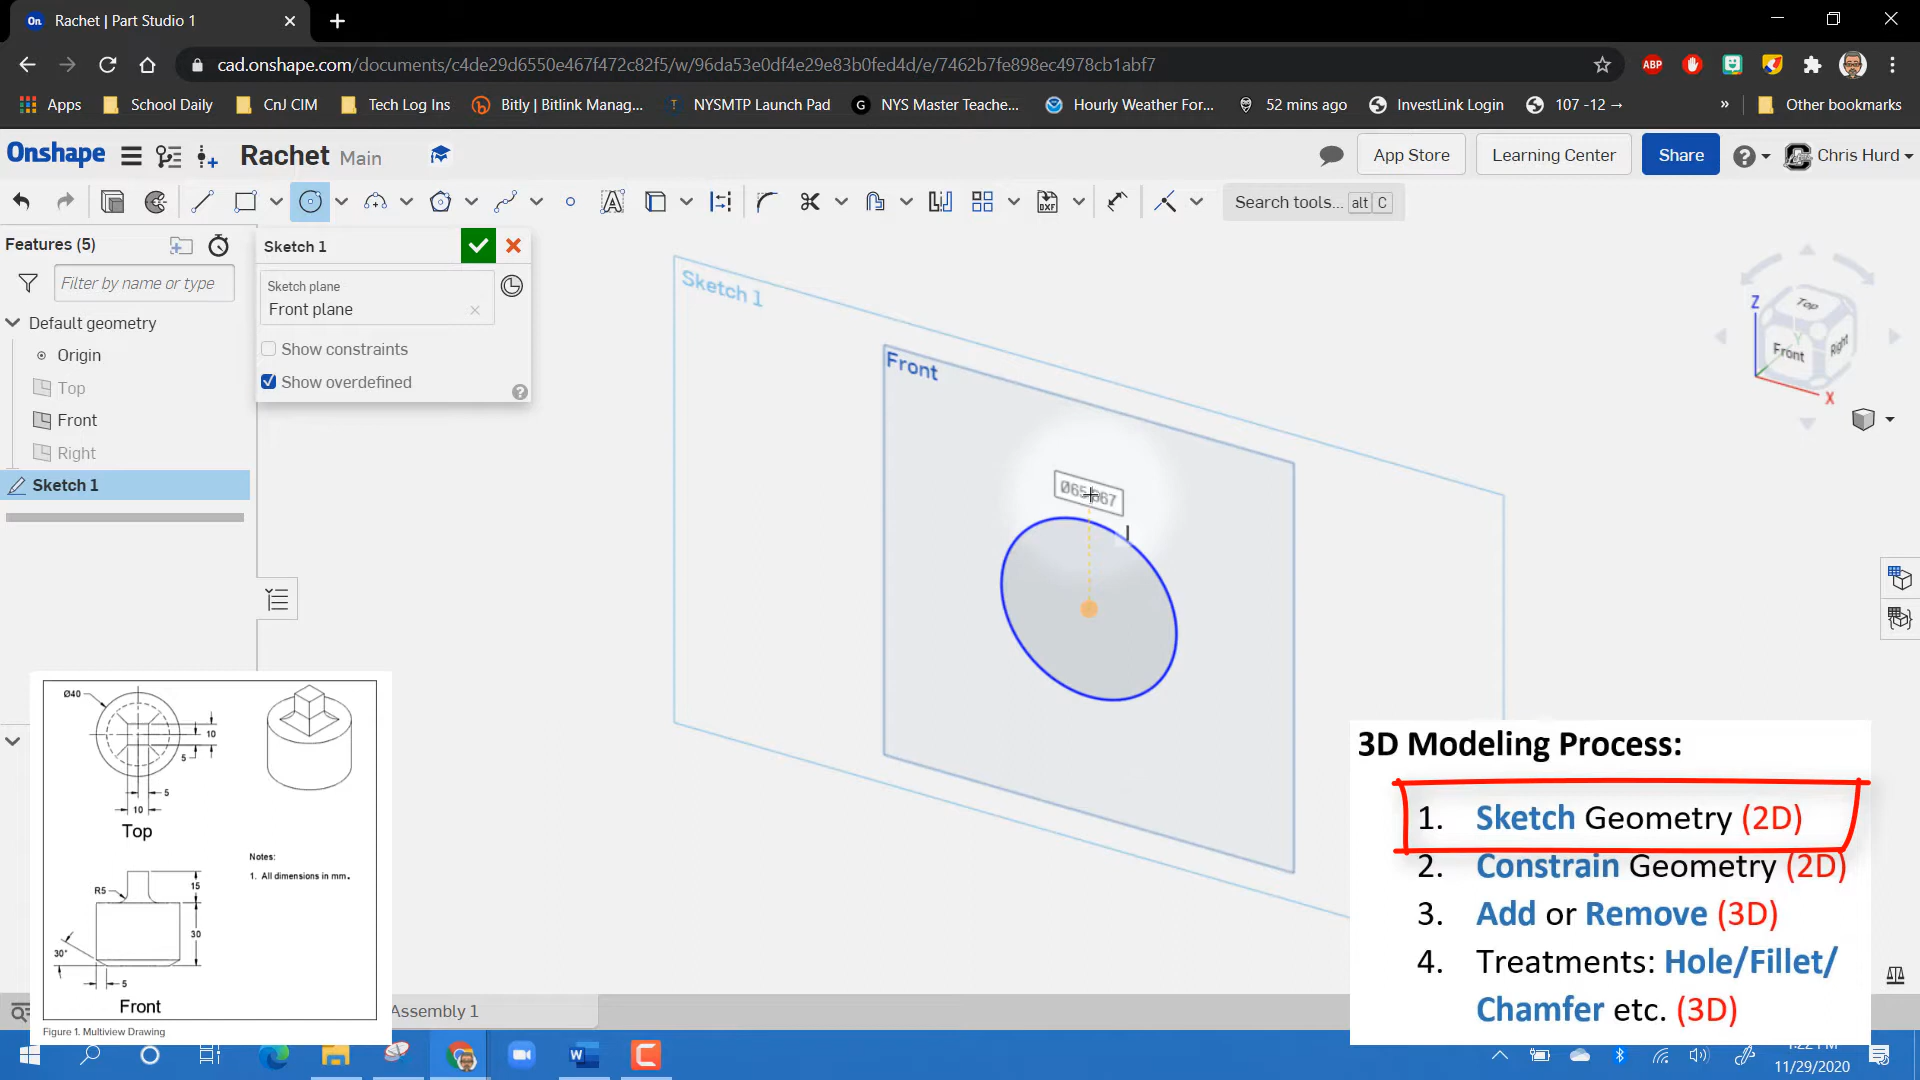 On Rachet | Part Studio 1
cad.onshape.com/documents/c4de29d6550e467f472c82f5/w/96da53e0df4e29e83b0fed4d/e/7462b7fe898ec4978cb1abf7
ABP
Apps School Daily CnJ CIM Tech Log Ins Bitly | Bitlink Manag... NYSMTP Launch Pad NYS Master Teache... Hourly Weather For... 52 mins ago InvestLink Login 107 -12 → » Other bookmarks
Onshape Rachet Main App Store Learning Center Share Chris Hurd
DXF Search tools... alt C
Features (5)
Filter by name or type
Default geometry
Origin
Top
Front
Right
Sketch 1
Sketch 1
Sketch plane
Front plane
Show constraints
Show overdefined
Sketch 1
Front
Top
Front
Right
Z
Y
X
Ø40
10
5
5
10
Top
R5
15
30
30°
5
Front
Notes:
1. All dimensions in mm.
Figure 1. Multiview Drawing
3D Modeling Process:
1. Sketch Geometry (2D)
2. Constrain Geometry (2D)
3. Add or Remove (3D)
4. Treatments: Hole/Fillet/
Chamfer etc. (3D)
Assembly 1
11/29/2020